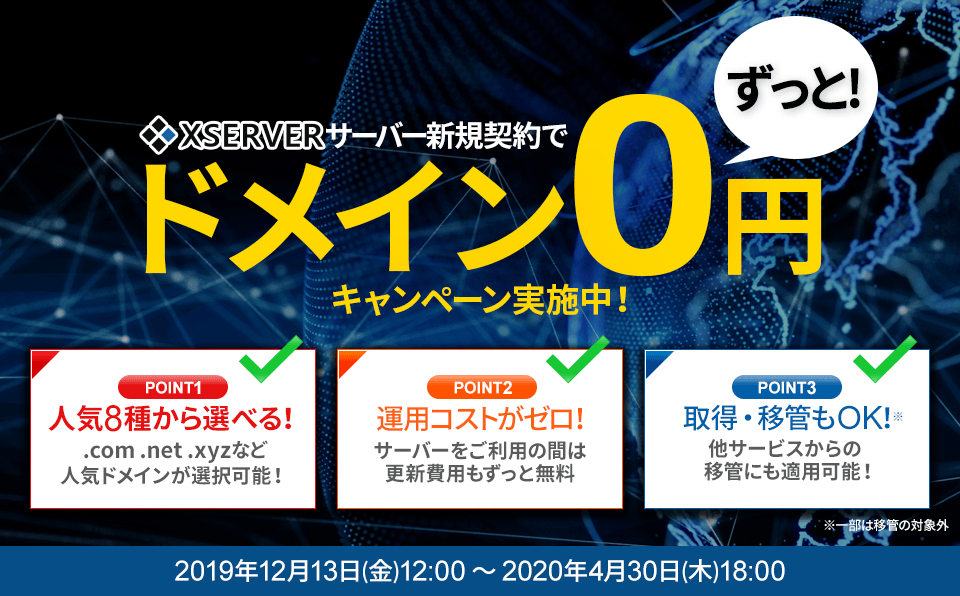 ずっと!
XSERVERサーバー新規契約で
ドメイン0円
キャンペーン実施中!
POINT1
人気8種から選べる!
.com .net .xyzなど
人気ドメインが選択可能!
POINT2
運用コストがゼロ!
サーバーをご利用の間は
更新費用もずっと無料
POINT3
取得・移管もOK!※
他サービスからの
移管にも適用可能!
※一部は移管の対象外
2019年12月13日(金)12:00 ～ 2020年4月30日(木)18:00